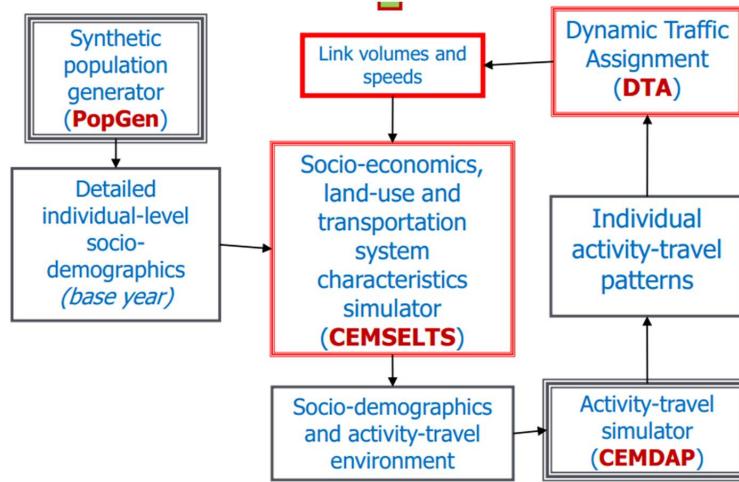 Synthetic
population
generator
(PopGen)
Link volumes and
speeds
Dynamic Traffic
Assignment
(DTA)
Detailed
individual-level
socio-
demographics
(base year)
Socio-economics,
land-use and
transportation
system
characteristics
simulator
(CEMSELTS)
Individual
activity-travel
patterns
Socio-demographics
and activity-travel
environment
Activity-travel
simulator
(CEMDAP)